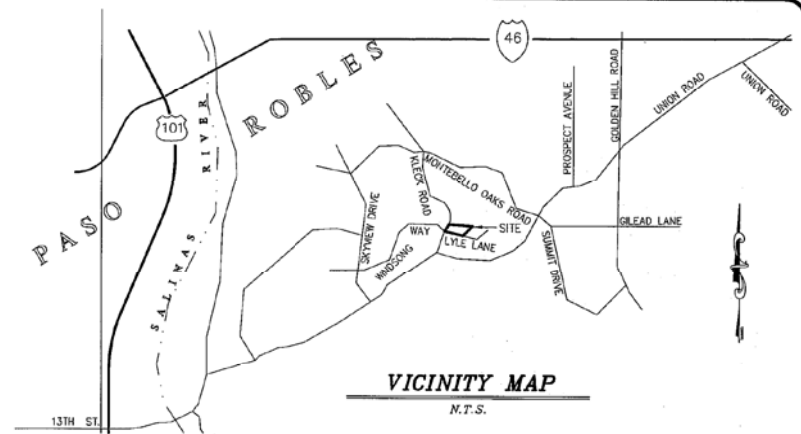 46
PASO ROBLES
101
SALINAS RIVER
PROSPECT AVENUE
GOLDEN HILL ROAD
UNION ROAD
UNION ROAD
KLECK ROAD
MONTEBELLO OAKS ROAD
SKYVIEW DRIVE
WINDSONG WAY
SITE
LYLE LANE
SUMMIT DRIVE
GILEAD LANE
VICINITY MAP
N.T.S.
13TH ST.